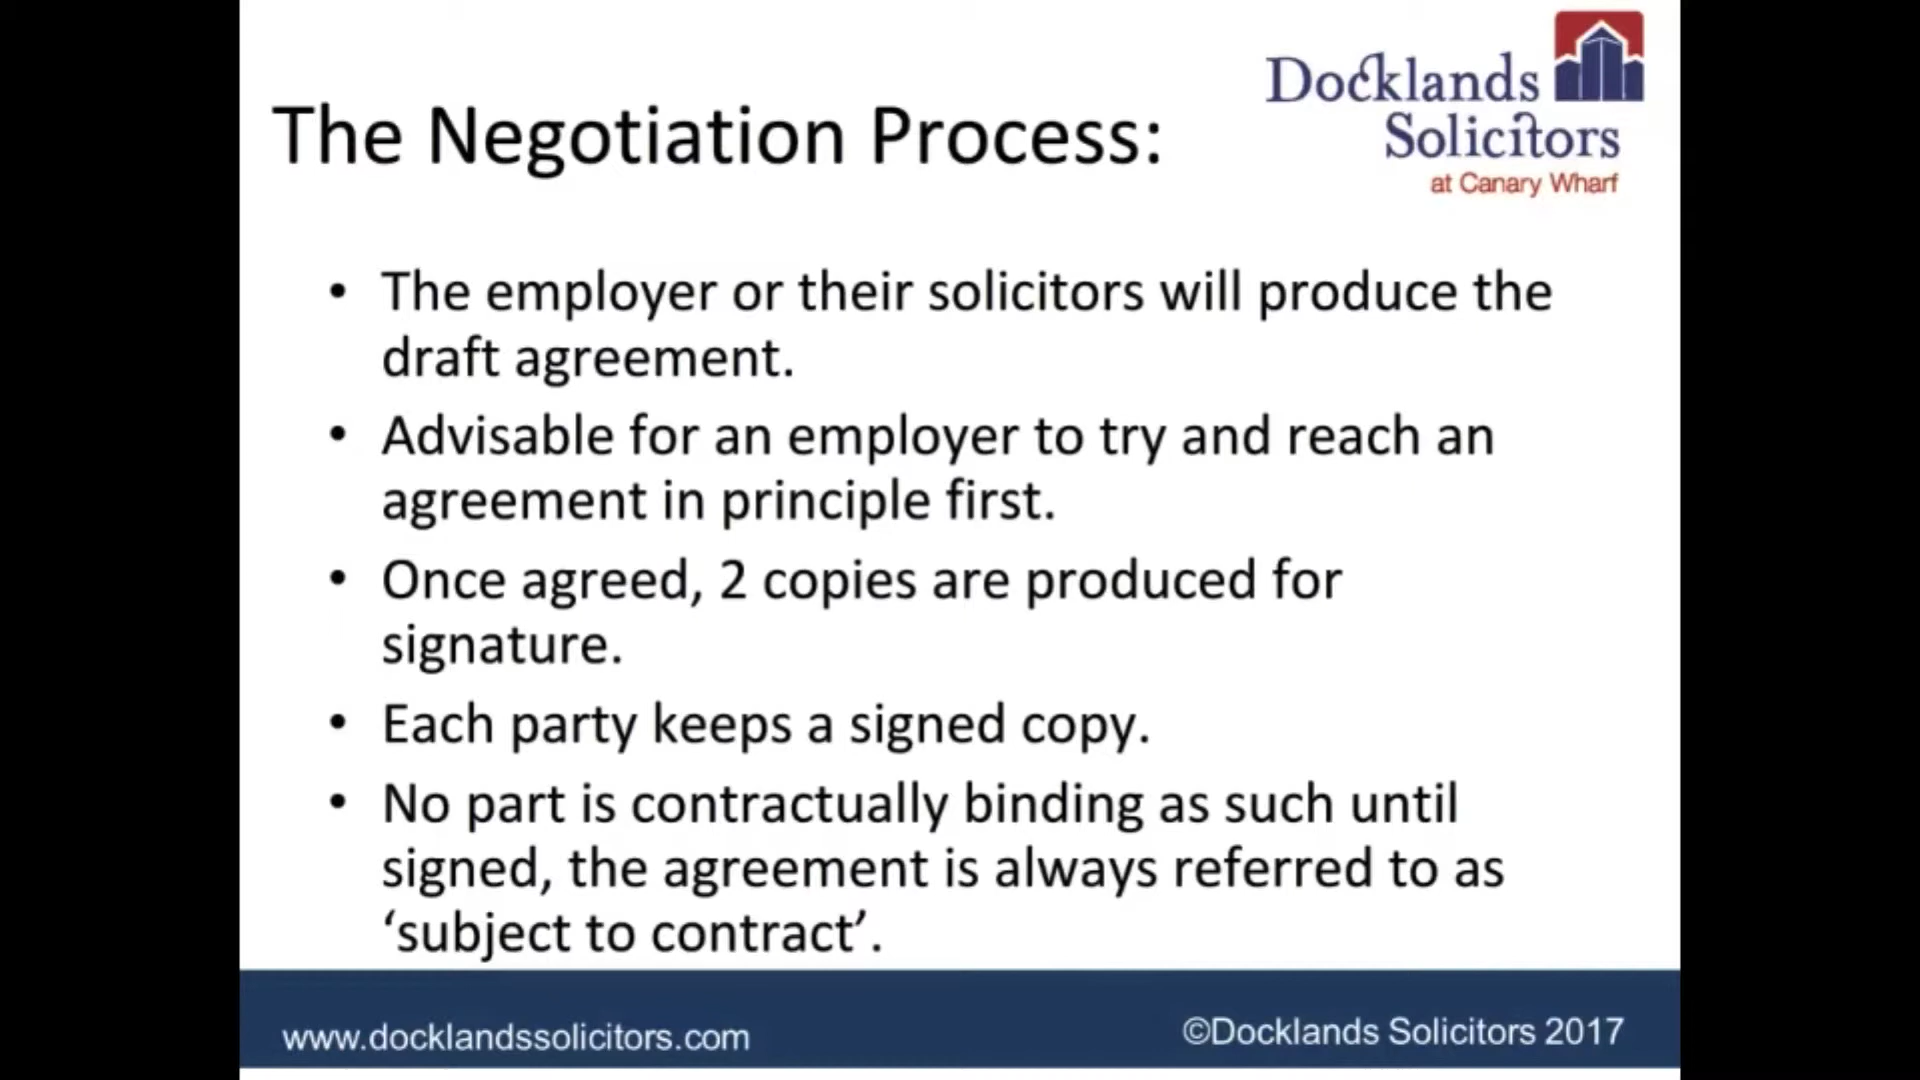 Docklands
Solicitors
at Canary Wharf
The Negotiation Process:
• The employer or their solicitors will produce the
draft agreement.
• Advisable for an employer to try and reach an
agreement in principle first.
• Once agreed, 2 copies are produced for
signature.
• Each party keeps a signed copy.
• No part is contractually binding as such until
signed, the agreement is always referred to as
‘subject to contract’.
www.docklandssolicitors.com
©Docklands Solicitors 2017